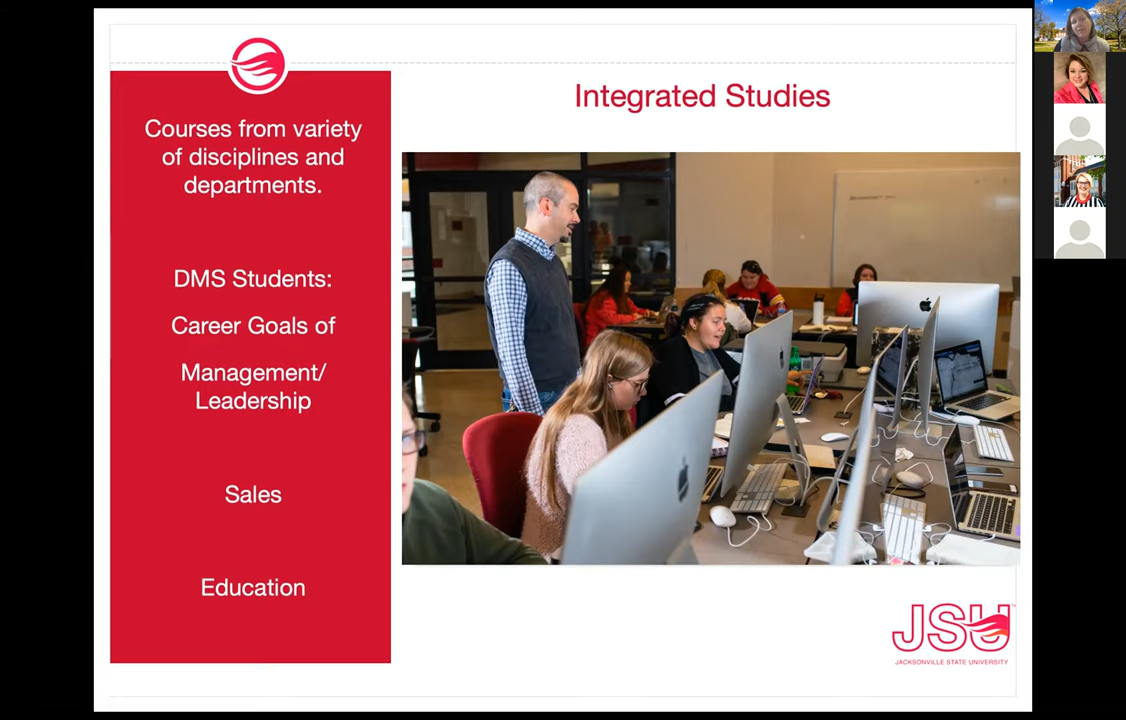 Integrated Studies
Courses from variety
of disciplines and
departments.
DMS Students:
Career Goals of
Management/
Leadership
Sales
Education
JSU
JACKSONVILLE STATE UNIVERSITY